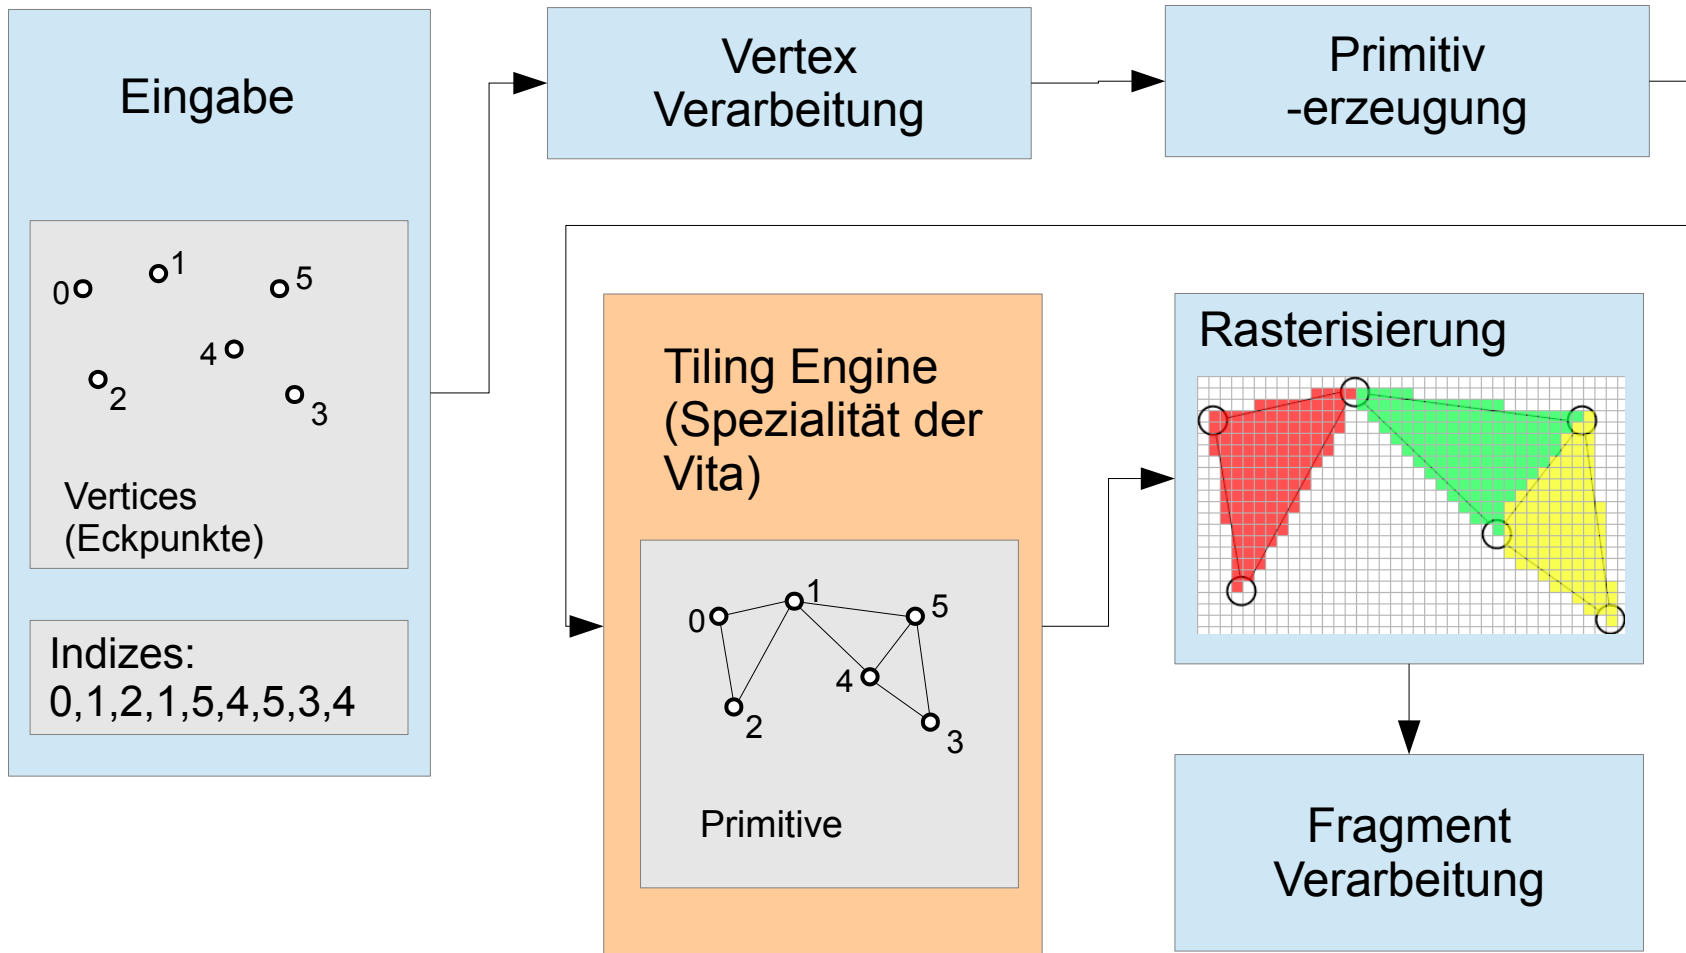 Eingabe
0
1
5
4
2
3
Vertices
(Eckpunkte)
Indizes:
0,1,2,1,5,4,5,3,4
Vertex
Verarbeitung
Primitiv
-erzeugung
Tiling Engine
(Spezialität der
Vita)
0
1
5
4
2
3
Primitive
Rasterisierung
Fragment
Verarbeitung